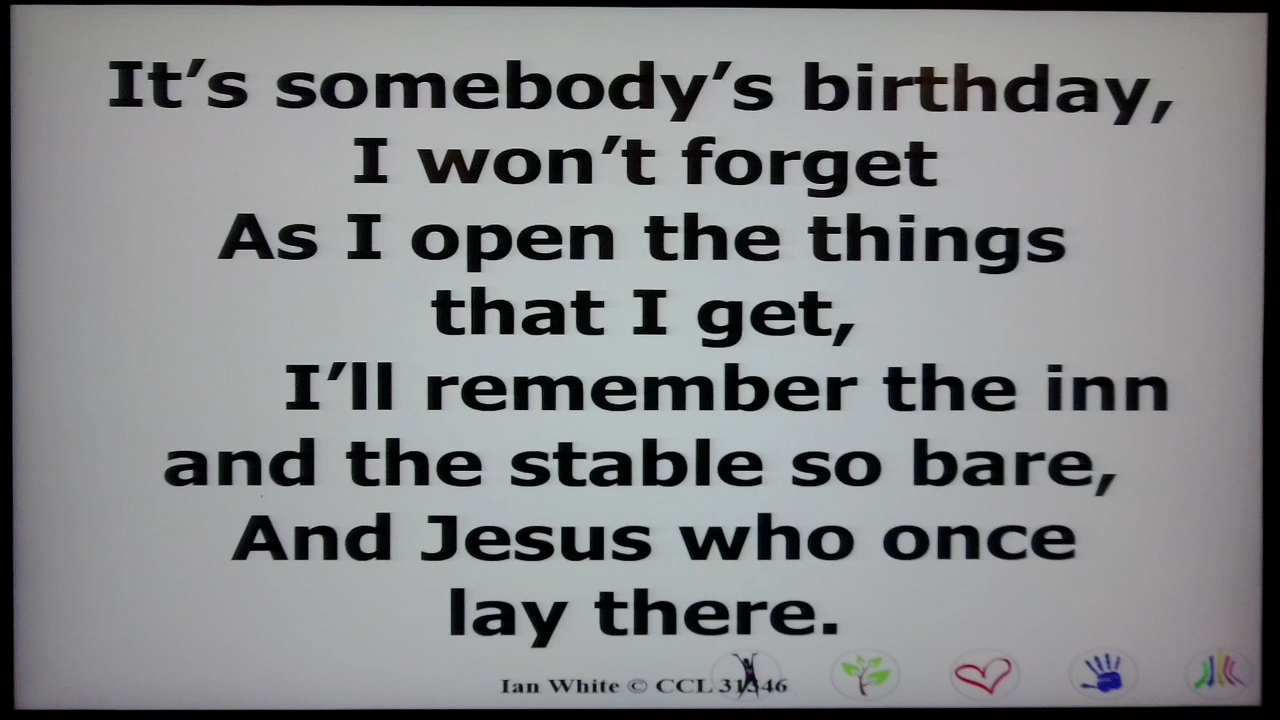 It’s somebody’s birthday,
I won’t forget
As I open the things
that I get,
I’ll remember the inn
and the stable so bare,
And Jesus who once
lay there.
Ian White © CCL 31346